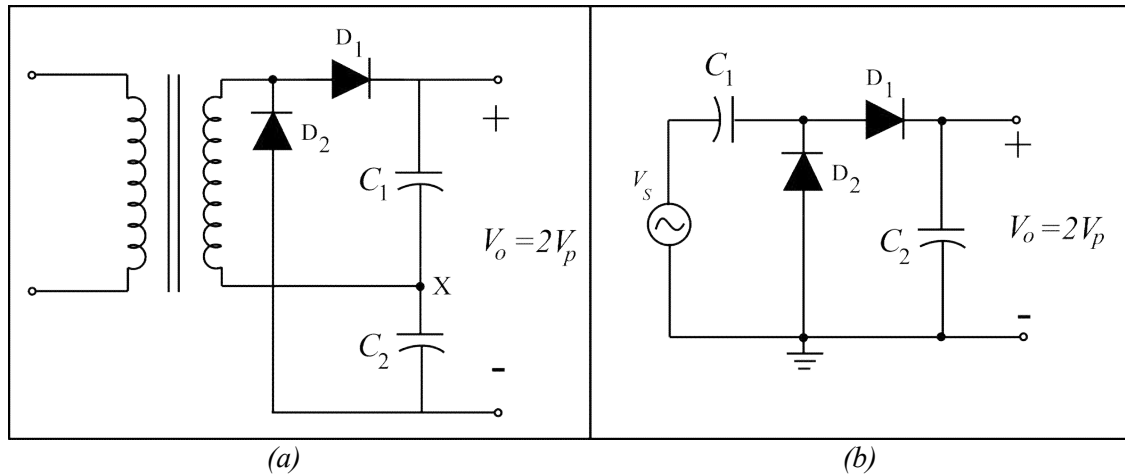 D₁
+
D₂
C₁
Vₒ = 2Vₚ
X
C₂
-
(a)
C₁
D₁
+
Vₛ
D₂
C₂
Vₒ = 2Vₚ
-
(b)